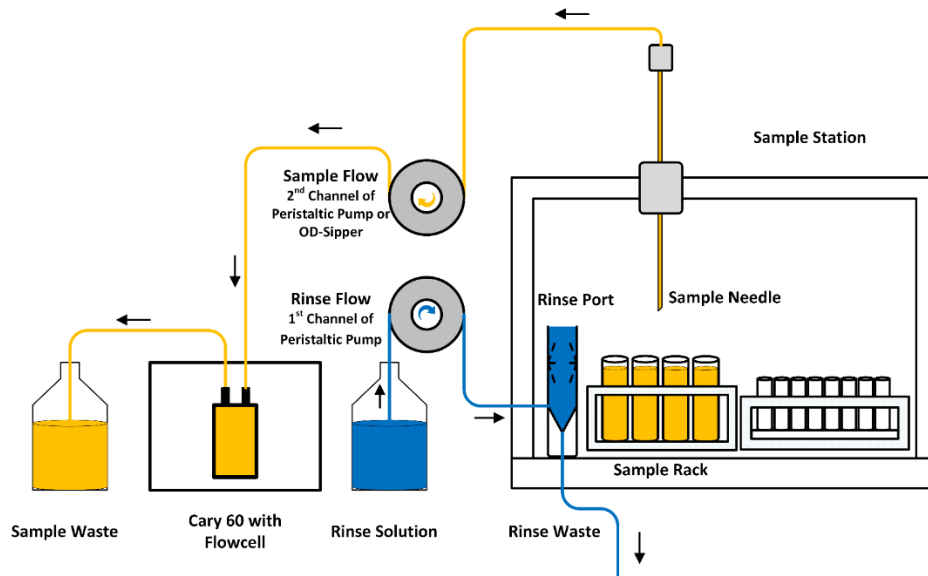 Sample Station
Sample Flow
2nd Channel of
Peristaltic Pump or
OD-Sipper
Rinse Flow
1st Channel of
Peristaltic Pump
Rinse Port
Sample Needle
Sample Rack
Sample Waste
Cary 60 with
Flowcell
Rinse Solution
Rinse Waste